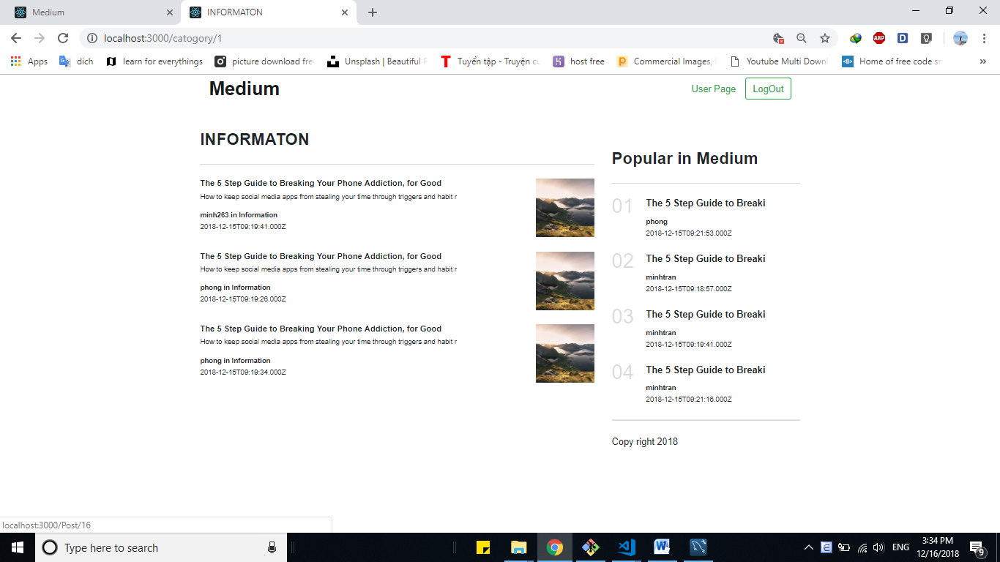 Medium
INFORMATON
localhost:3000/catogory/1
ABP
D
Apps
dich
learn for everythings
picture download fre
Unsplash | Beautiful F
Tuyển tập - Truyện cu
host free
Commercial Images,
Youtube Multi Downl
Home of free code sn
Medium
User Page
LogOut
INFORMATON
The 5 Step Guide to Breaking Your Phone Addiction, for Good
How to keep social media apps from stealing your time through triggers and habit r
minh263 in Information
2018-12-15T09:19:41.000Z
The 5 Step Guide to Breaking Your Phone Addiction, for Good
How to keep social media apps from stealing your time through triggers and habit r
phong in Information
2018-12-15T09:19:26.000Z
The 5 Step Guide to Breaking Your Phone Addiction, for Good
How to keep social media apps from stealing your time through triggers and habit r
phong in Information
2018-12-15T09:19:34.000Z
Popular in Medium
01
The 5 Step Guide to Breaki
phong
2018-12-15T09:21:53.000Z
02
The 5 Step Guide to Breaki
minhtran
2018-12-15T09:18:57.000Z
03
The 5 Step Guide to Breaki
minhtran
2018-12-15T09:19:41.000Z
04
The 5 Step Guide to Breaki
minhtran
2018-12-15T09:21:16.000Z
Copy right 2018
localhost:3000/Post/16
Type here to search
ENG
3:34 PM
12/16/2018
9